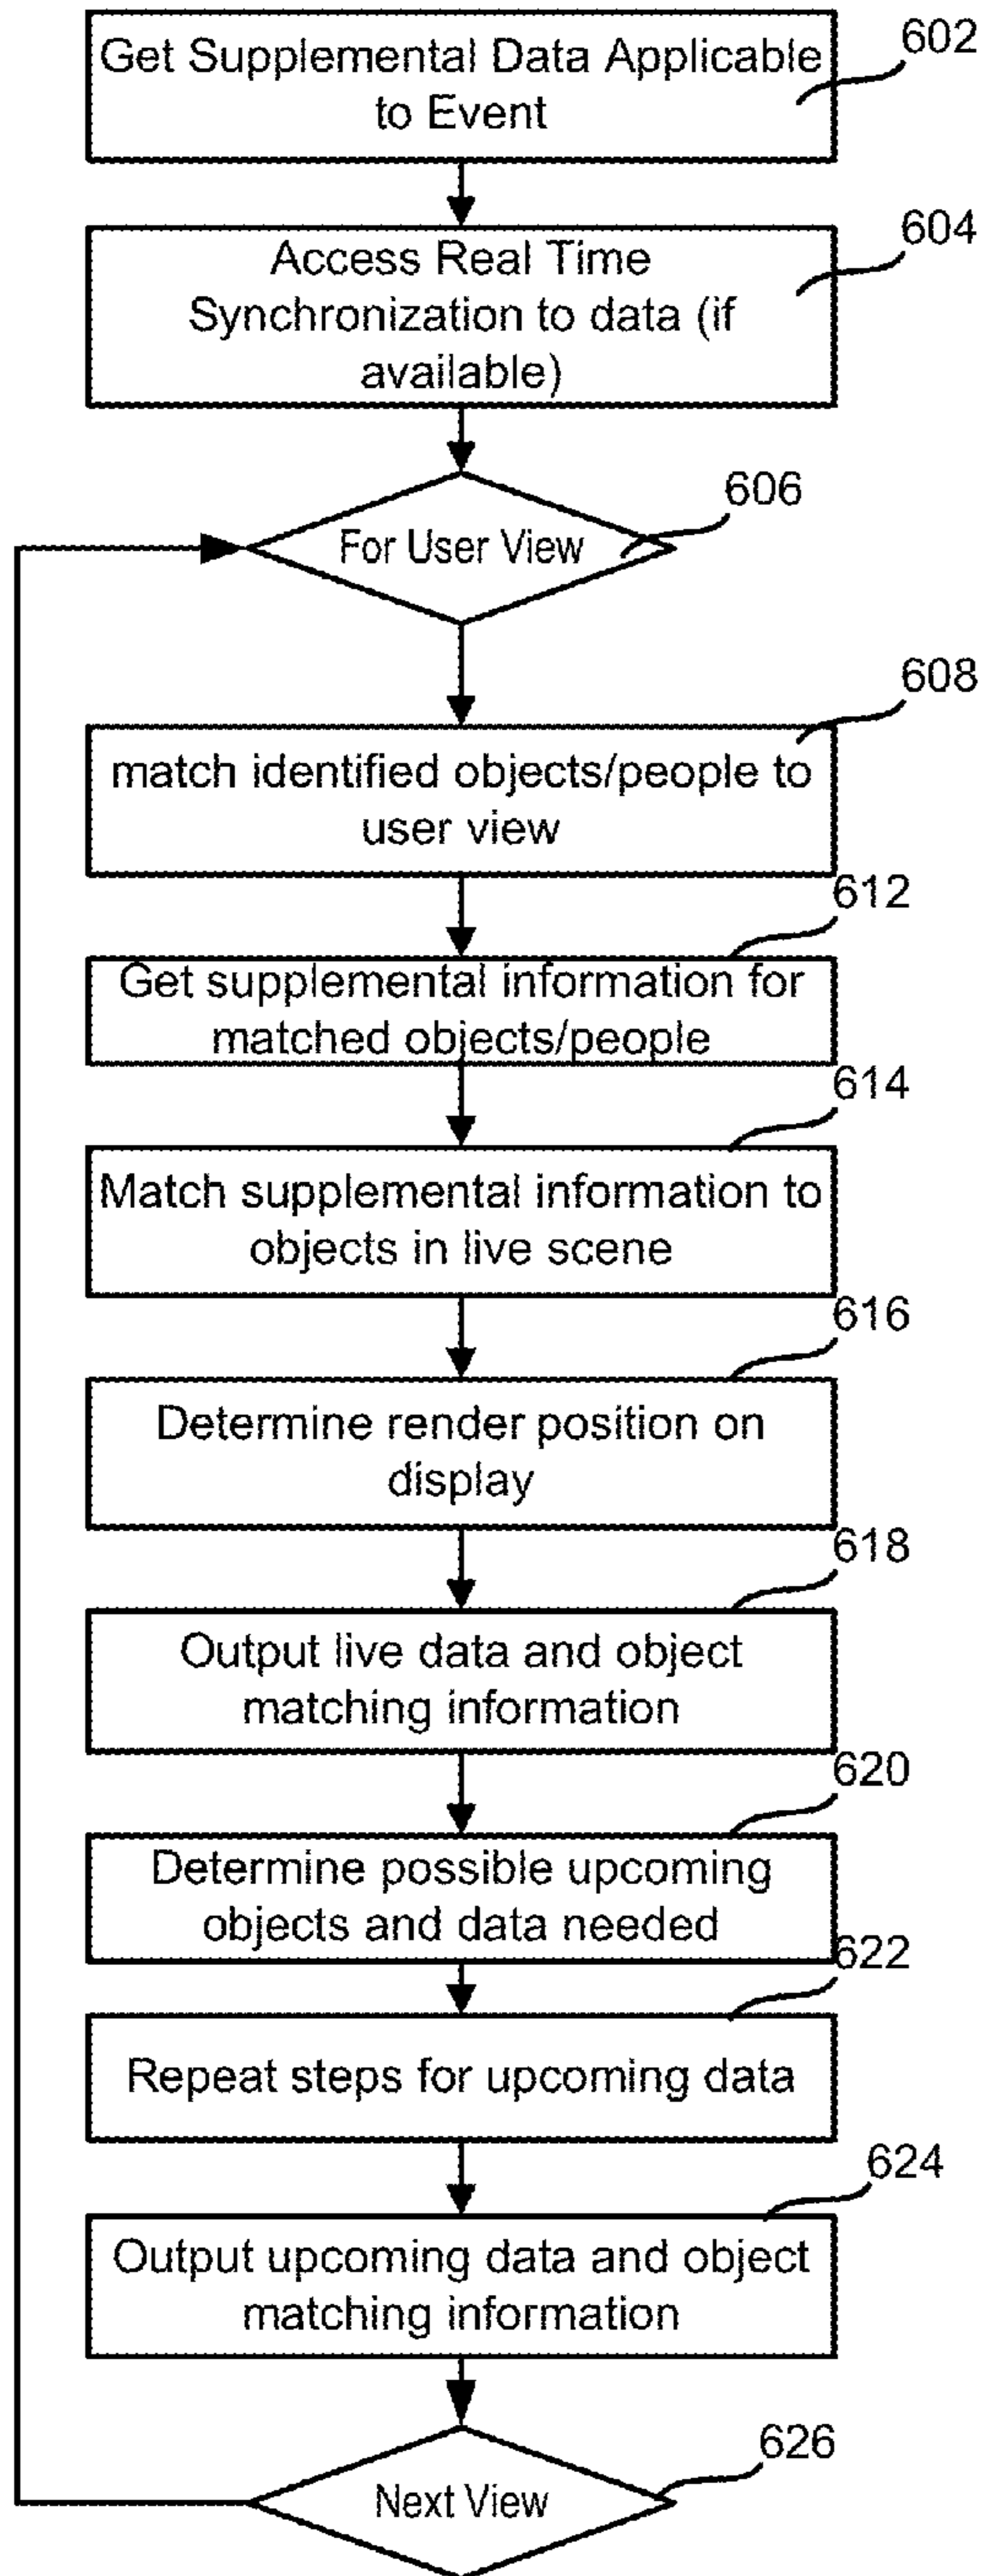 602
Get Supplemental Data Applicable
to Event
604
Access Real Time
Synchronization to data (if
available)
606
For User View
608
match identified objects/people to
user view
612
Get supplemental information for
matched objects/people
614
Match supplemental information to
objects in live scene
616
Determine render position on
display
618
Output live data and object
matching information
620
Determine possible upcoming
objects and data needed
622
Repeat steps for upcoming data
624
Output upcoming data and object
matching information
626
Next View